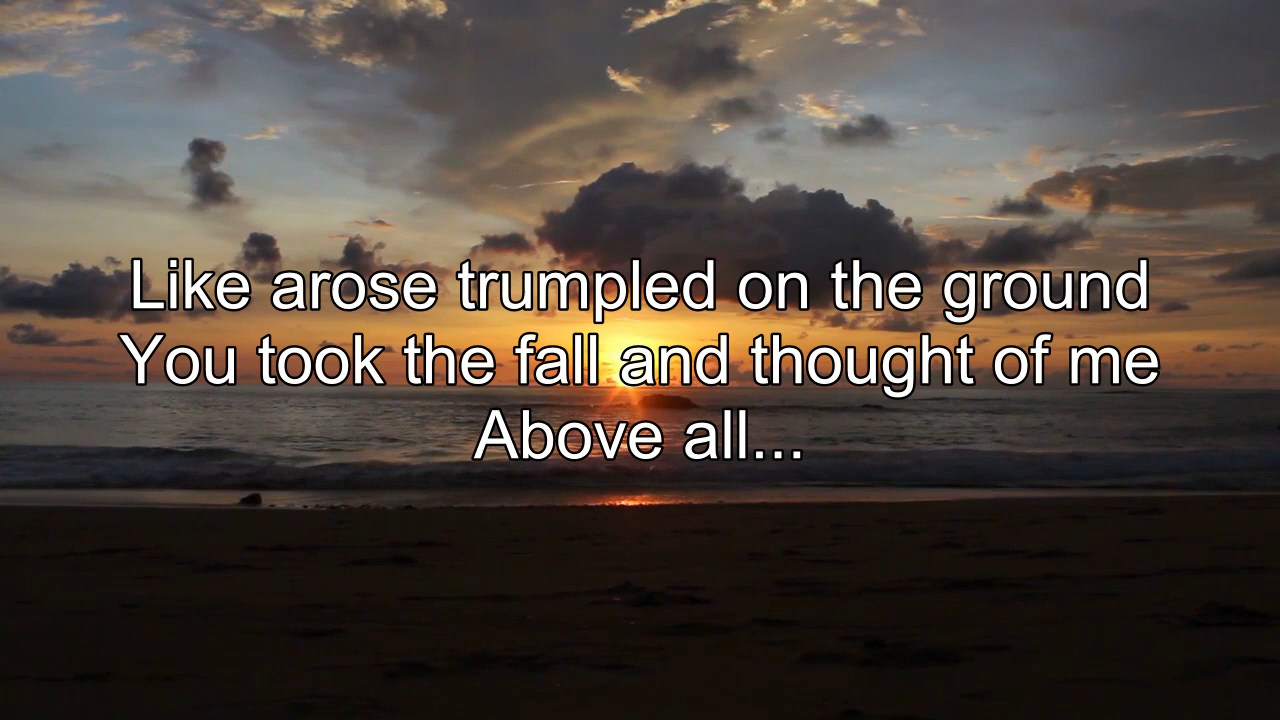 Like arose trumpled on the ground
You took the fall and thought of me
Above all...